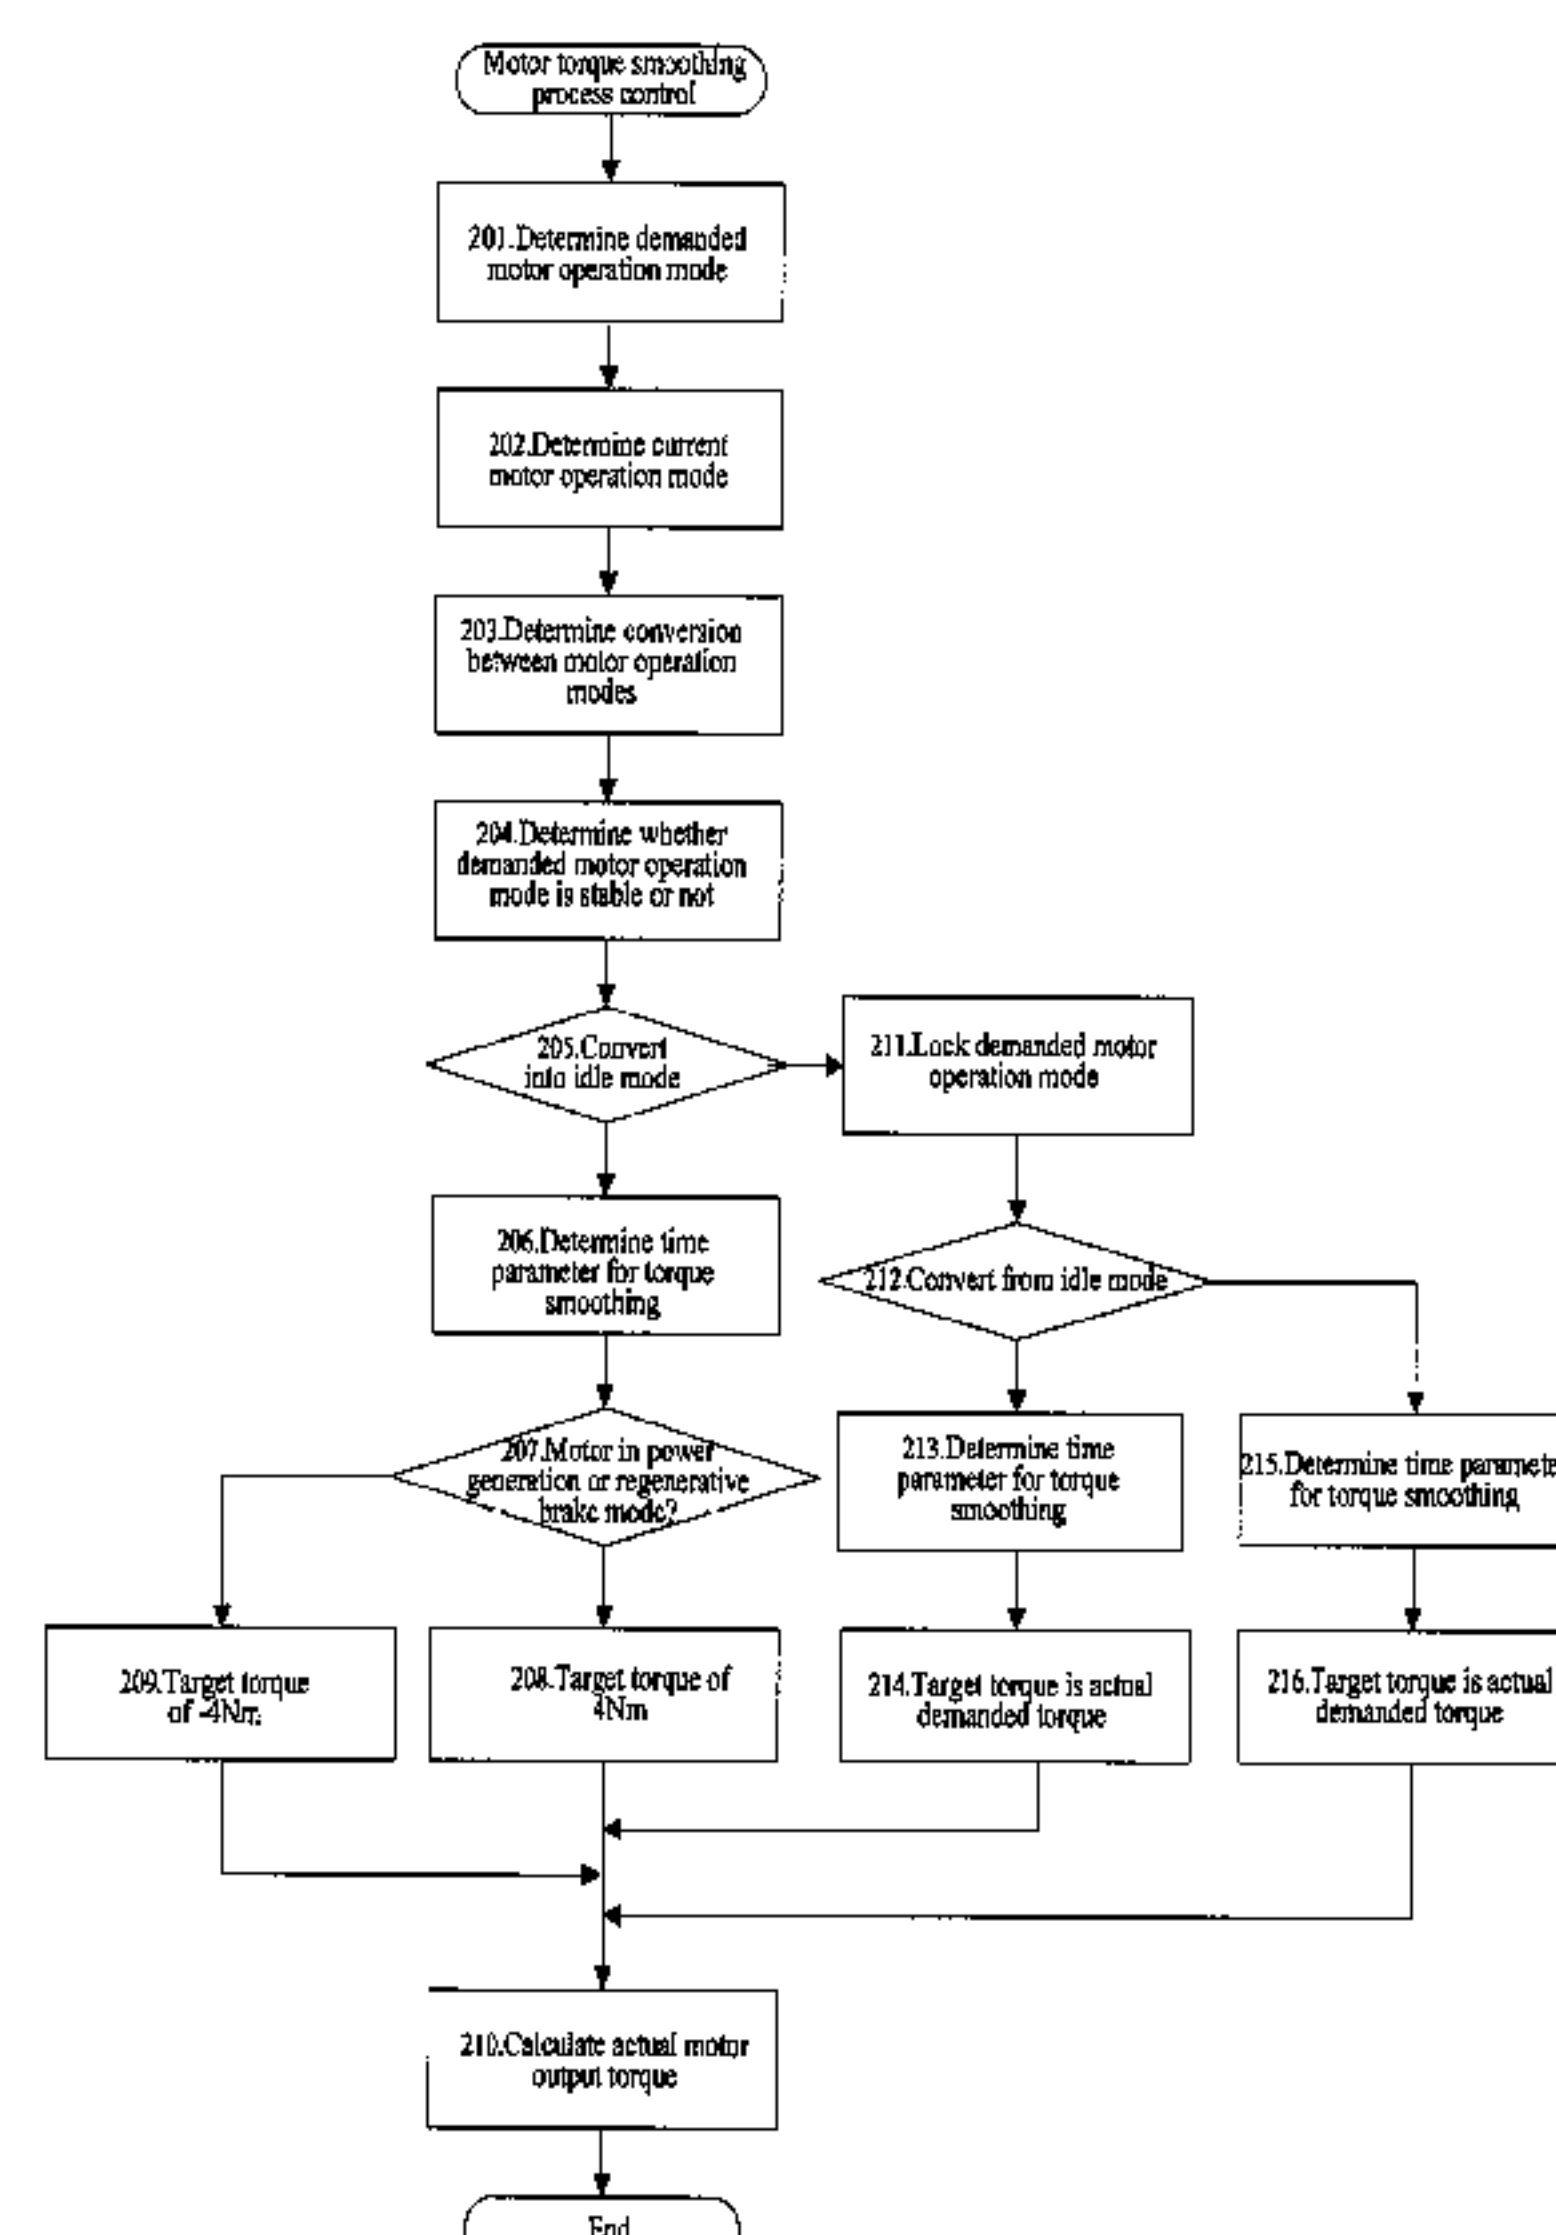 Motor torque smoothing
process control
201.Determine demanded
motor operation mode
202.Determine current
motor operation mode
203.Determine conversion
between motor operation
modes
204.Determine whether
demanded motor operation
mode is stable or not
205.Convert
into idle mode
211.Lock demanded motor
operation mode
206.Determine time
parameter for torque
smoothing
212.Convert from idle mode
207.Motor in power
generation or regenerative
brake mode?
213.Determine time
parameter for torque
smoothing
215.Determine time paramete
for torque smoothing
209.Target torque
of -4Nm
208.Target torque of
4Nm
214.Target torque is actual
demanded torque
216.Target torque is actual
demanded torque
210.Calculate actual motor
output torque
End